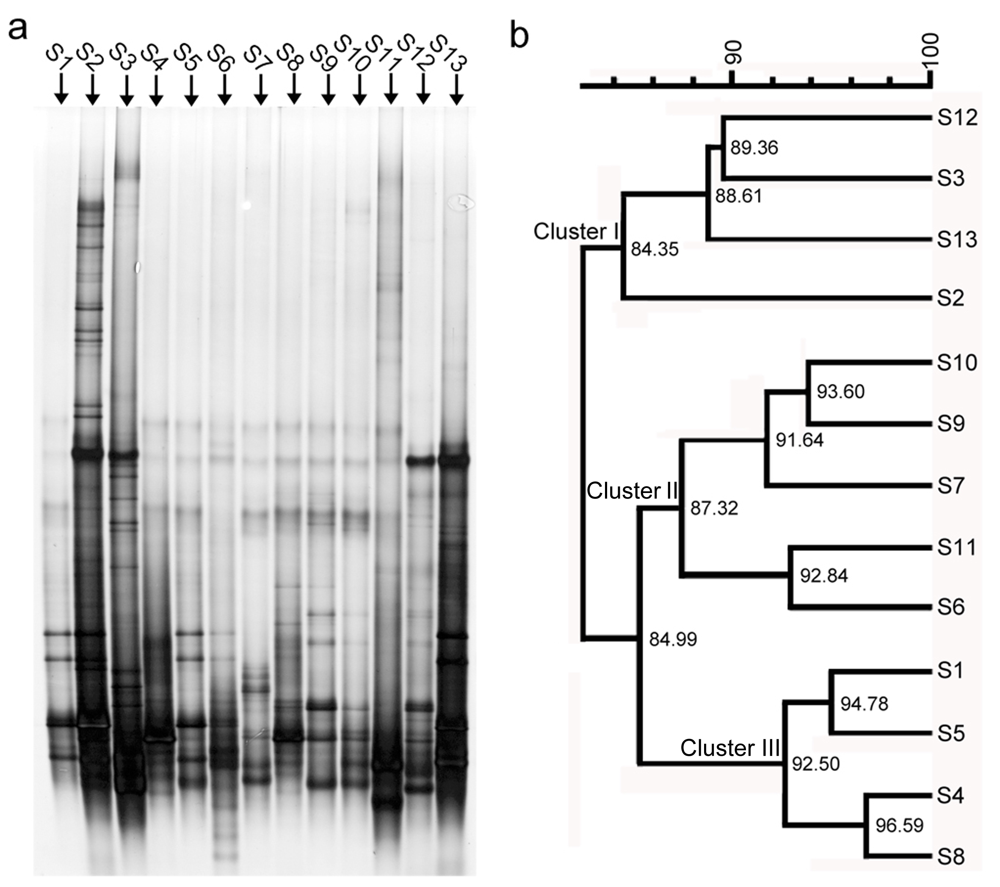 a
S1 S2 S3 S4 S5 S6 S7 S8 S9 S10 S11 S12 S13
b
90 100
S12
89.36
S3
88.61
S13
Cluster I
84.35
S2
S10
93.60
S9
91.64
S7
Cluster II
87.32
S11
92.84
S6
84.99
S1
94.78
S5
Cluster III
92.50
S4
96.59
S8